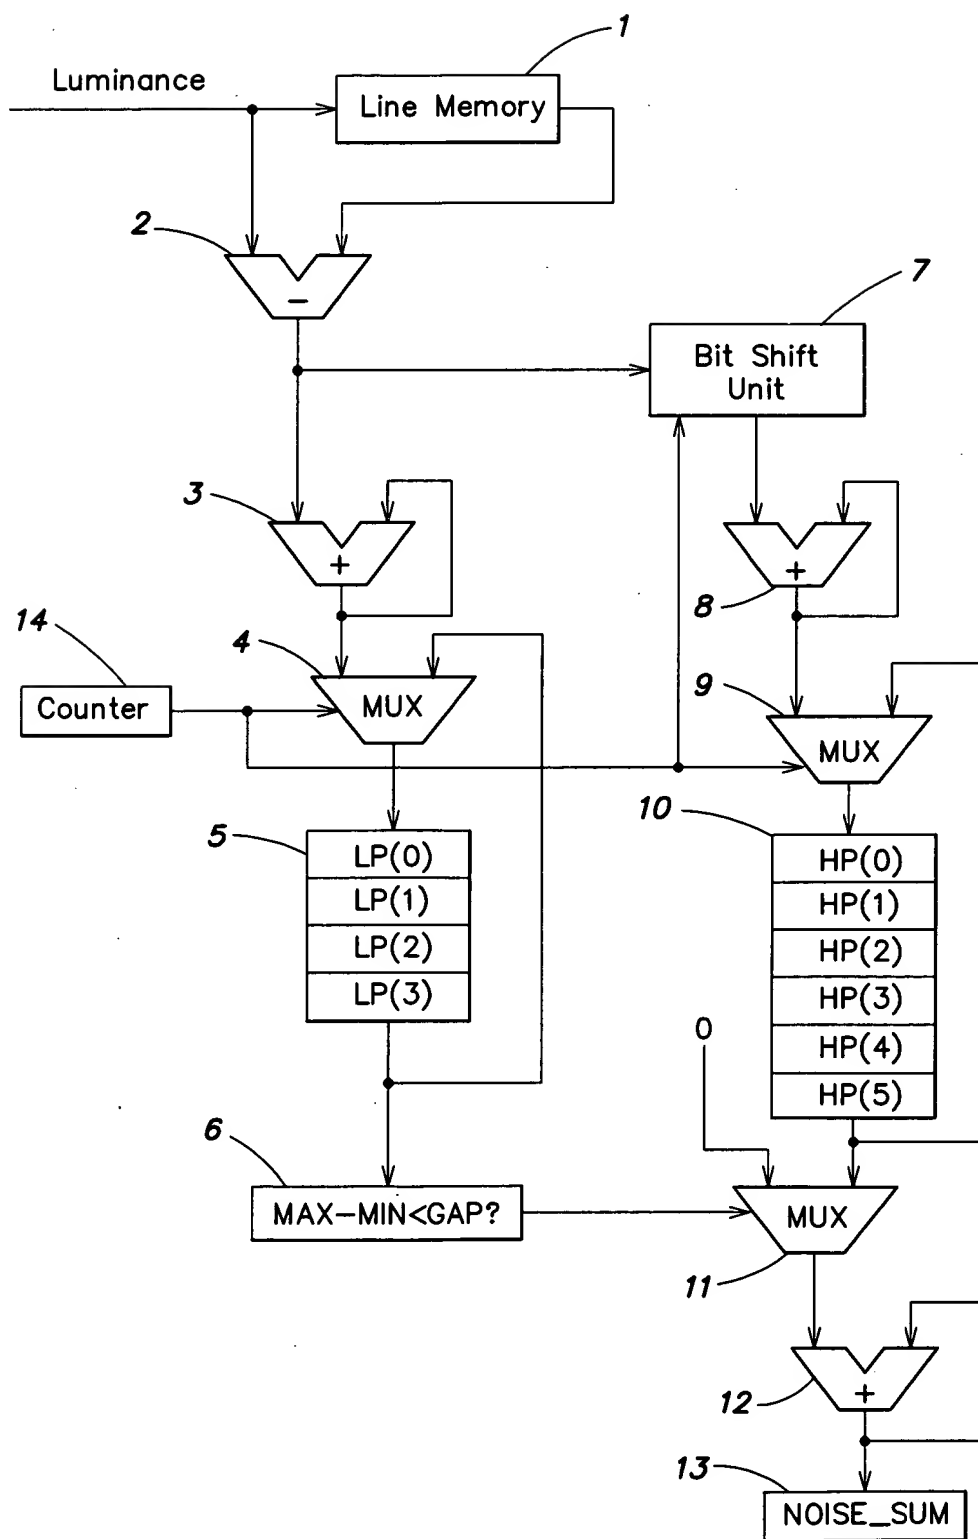 1
Luminance
Line Memory
2
−
7
Bit Shift
Unit
3
+
8
+
14
Counter
4
MUX
9
MUX
5
LP(0)
LP(1)
LP(2)
LP(3)
10
HP(0)
HP(1)
HP(2)
HP(3)
HP(4)
HP(5)
0
6
MAX−MIN<GAP?
MUX
11
12
+
13
NOISE_SUM